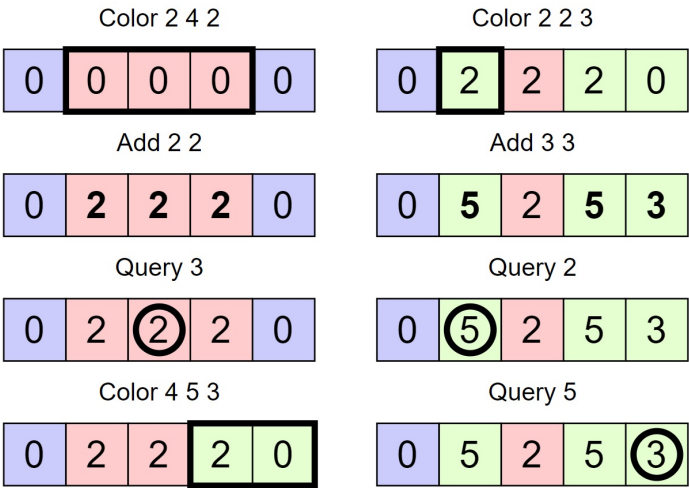 Color 2 4 2
0 0 0 0 0
Add 2 2
0 2 2 2 0
Query 3
0 2 2 2 0
Color 4 5 3
0 2 2 2 0
Color 2 2 3
0 2 2 2 0
Add 3 3
0 5 2 5 3
Query 2
0 5 2 5 3
Query 5
0 5 2 5 3